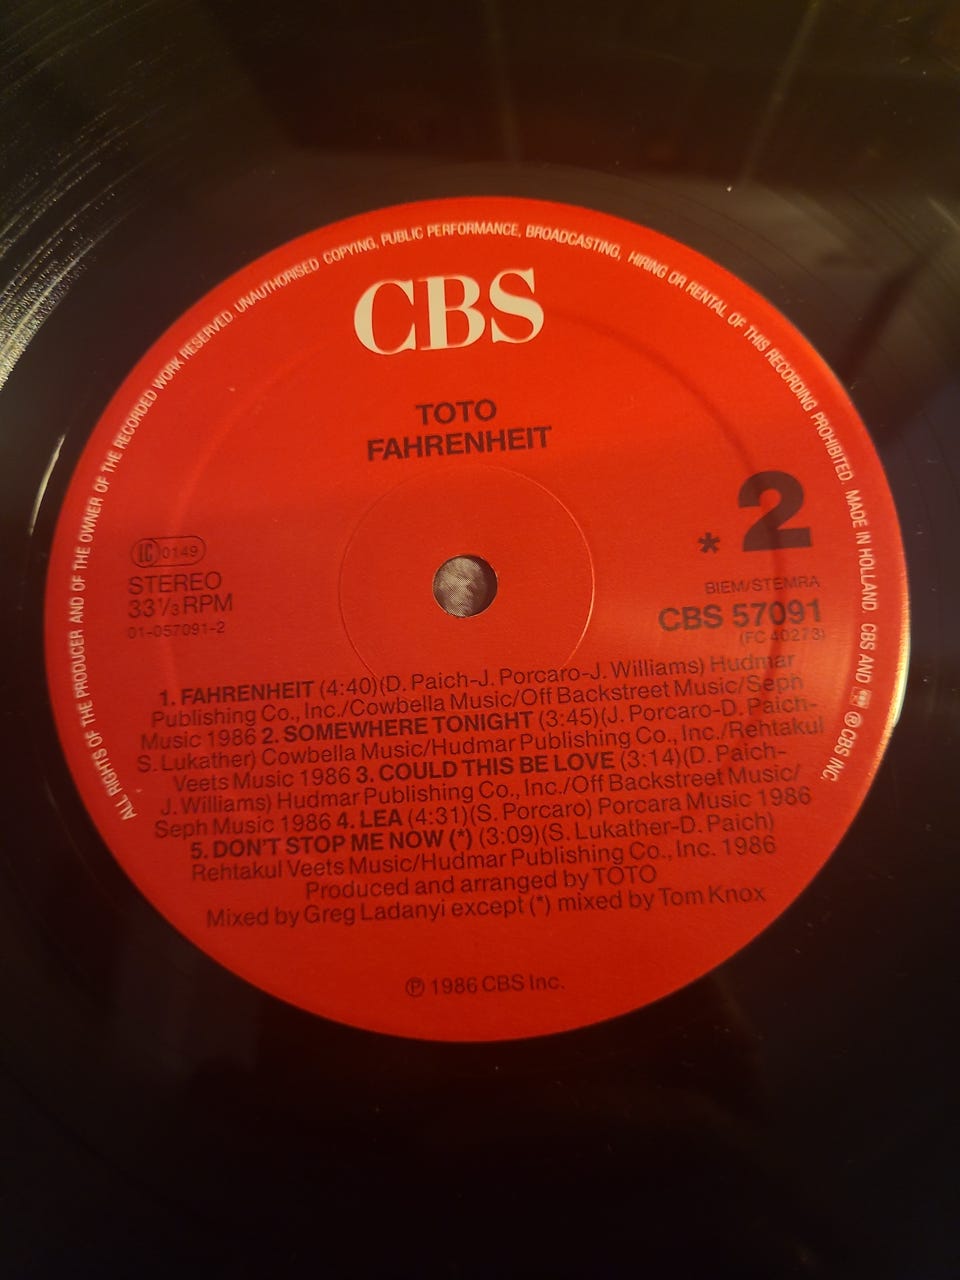 ALL RIGHTS OF THE PRODUCER AND OF THE OWNER OF THE RECORDED WORK RESERVED. UNAUTHORISED COPYING, PUBLIC PERFORMANCE, BROADCASTING, HIRING OR RENTAL OF THIS RECORDING PROHIBITED. MADE IN HOLLAND. CBS AND ® CBS INC.
CBS
TOTO
FAHRENHEIT
* 2
LC 0149
STEREO
33⅓ RPM
01-057091-2
BIEM/STEMRA
CBS 57091
(FC 40273)
1. FAHRENHEIT (4:40)(D. Paich-J. Porcaro-J. Williams) Hudmar
Publishing Co., Inc./Cowbella Music/Off Backstreet Music/Seph
Music 1986 2. SOMEWHERE TONIGHT (3:45)(J. Porcaro-D. Paich-
S. Lukather) Cowbella Music/Hudmar Publishing Co., Inc./Rehtakul
Veets Music 1986 3. COULD THIS BE LOVE (3:14)(D. Paich-
J. Williams) Hudmar Publishing Co., Inc./Off Backstreet Music/
Seph Music 1986 4. LEA (4:31)(S. Porcaro) Porcara Music 1986
5. DON'T STOP ME NOW (*) (3:09)(S. Lukather-D. Paich)
Rehtakul Veets Music/Hudmar Publishing Co., Inc. 1986
Produced and arranged by TOTO
Mixed by Greg Ladanyi except (*) mixed by Tom Knox
℗ 1986 CBS Inc.